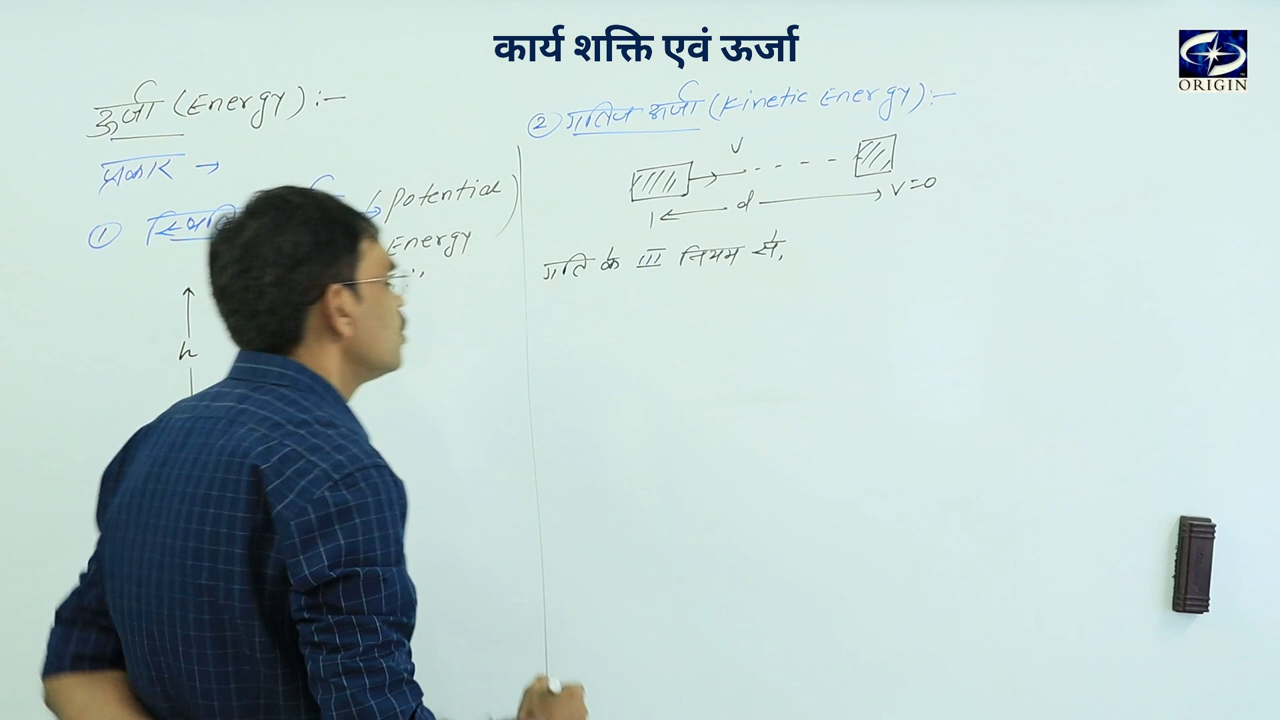 कार्य शक्ति एवं ऊर्जा
ORIGIN
ऊर्जा (Energy) :-
प्रकार →
① (Potential
Energy
h
② गतिज ऊर्जा (Kinetic Energy) :-
v
d
v=0
गति के III नियम से,